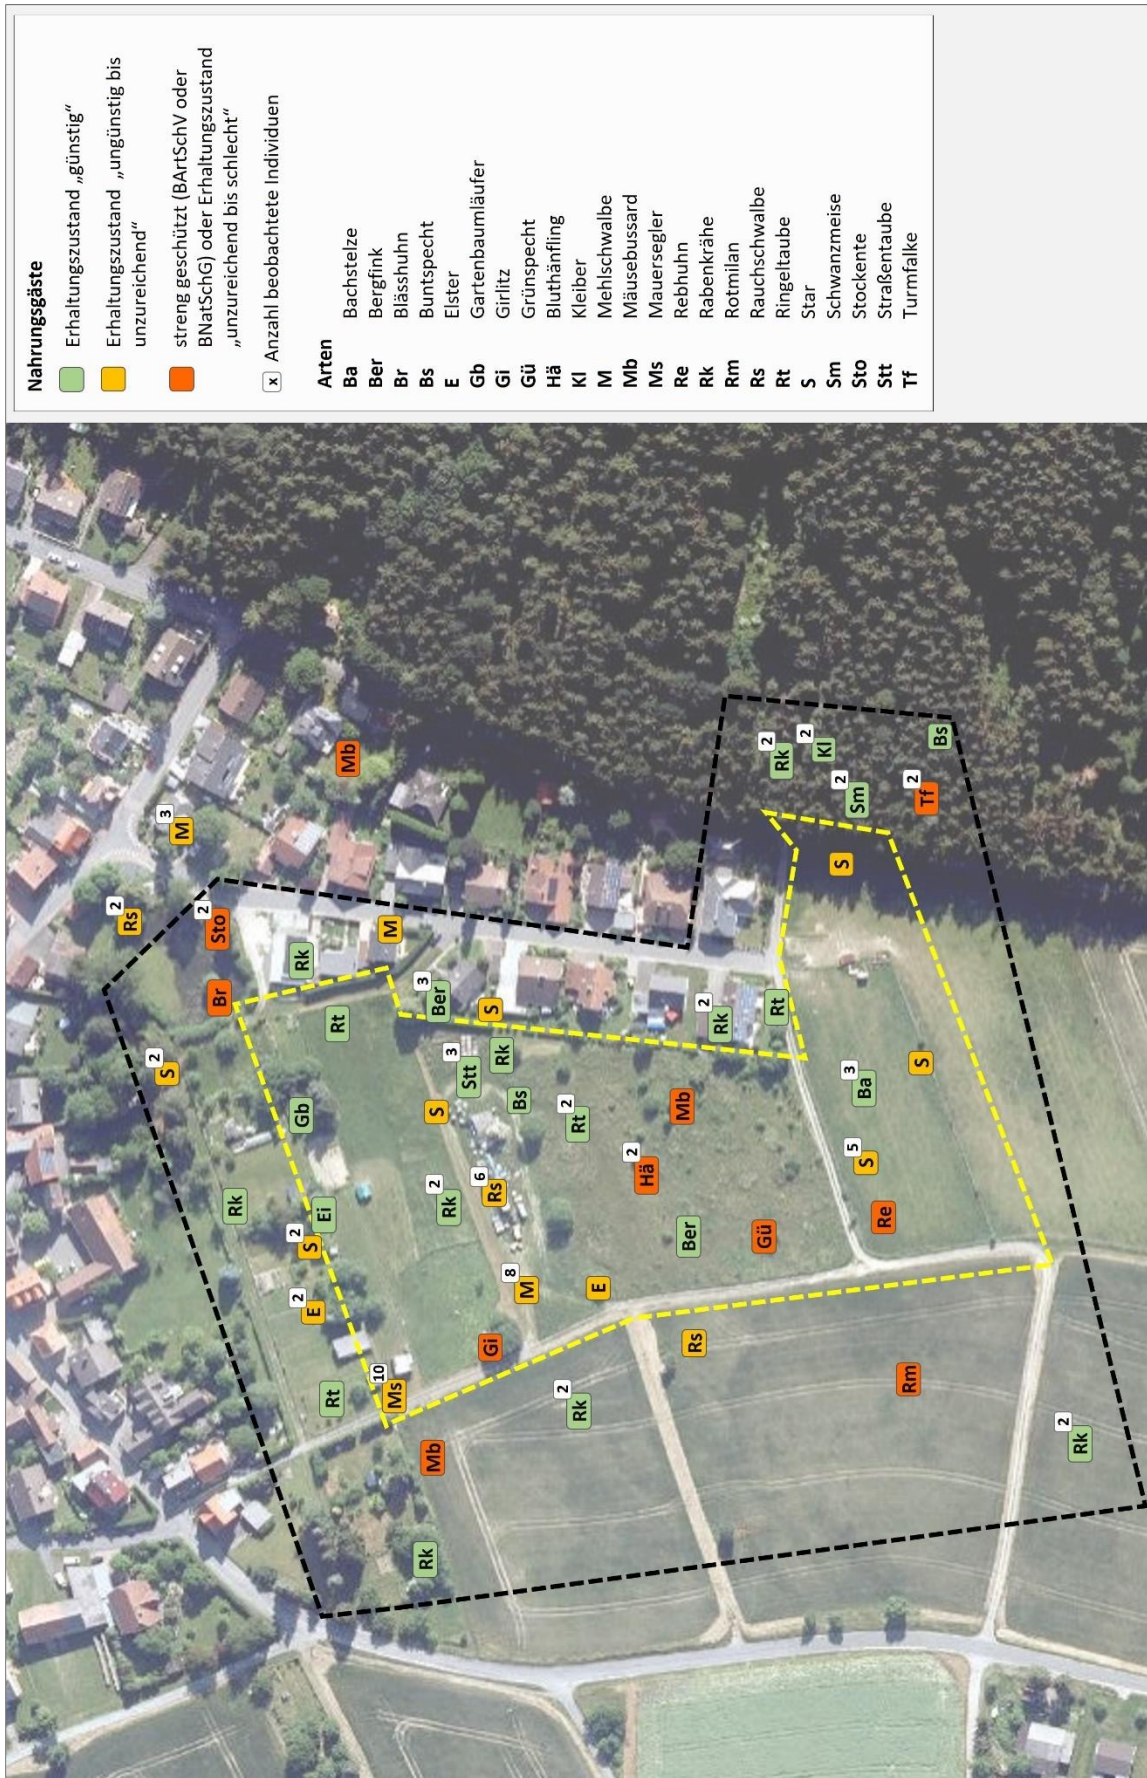 Nahrungsgäste
Erhaltungszustand „günstig“
Erhaltungszustand „ungünstig bis
unzureichend“
streng geschützt (BArtSchV oder
BNatSchG) oder Erhaltungszustand
„unzureichend bis schlecht“
x Anzahl beobachtete Individuen
Arten
Ba Bachstelze
Ber Bergfink
Br Blässhuhn
Bs Buntspecht
E Elster
Gb Gartenbaumläufer
Gi Girlitz
Gü Grünspecht
Hä Bluthänfling
Kl Kleiber
M Mehlschwalbe
Mb Mäusebussard
Ms Mauersegler
Re Rebhuhn
Rk Rabenkrähe
Rm Rotmilan
Rs Rauchschwalbe
Rt Ringeltaube
S Star
Sm Schwanzmeise
Sto Stockente
Stt Straßentaube
Tf Turmfalke
Rk
Mb
Rt
Ms 10
E 2
S 2
Ei
Rk
Gb
S 2
Br
Sto 2
Rs 2
M 3
Mb
Rk
Rt
M
Ber 3
S
Rk
Stt 3
Bs
S
Rk 2
Rs 6
M 8
Gi
E
Rk 2
Rt 2
Hä 2
Mb
Ber
Gü
Rs
Rk 2
Rt
Rm
Re
S 5
Ba 3
S
S
Rk 2
Kl 2
Sm 2
Tf 2
Bs
Rk 2